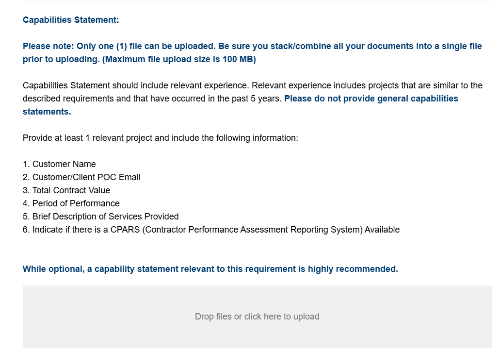 Capabilities Statement:
Please note: Only one (1) file can be uploaded. Be sure you stack/combine all your documents into a single file
prior to uploading. (Maximum file upload size is 100 MB)
Capabilities Statement should include relevant experience. Relevant experience includes projects that are similar to the
described requirements and that have occurred in the past 5 years. Please do not provide general capabilities
statements.
Provide at least 1 relevant project and include the following information:
1. Customer Name
2. Customer/Client POC Email
3. Total Contract Value
4. Period of Performance
5. Brief Description of Services Provided
6. Indicate if there is a CPARS (Contractor Performance Assessment Reporting System) Available
While optional, a capability statement relevant to this requirement is highly recommended.
Drop files or click here to upload